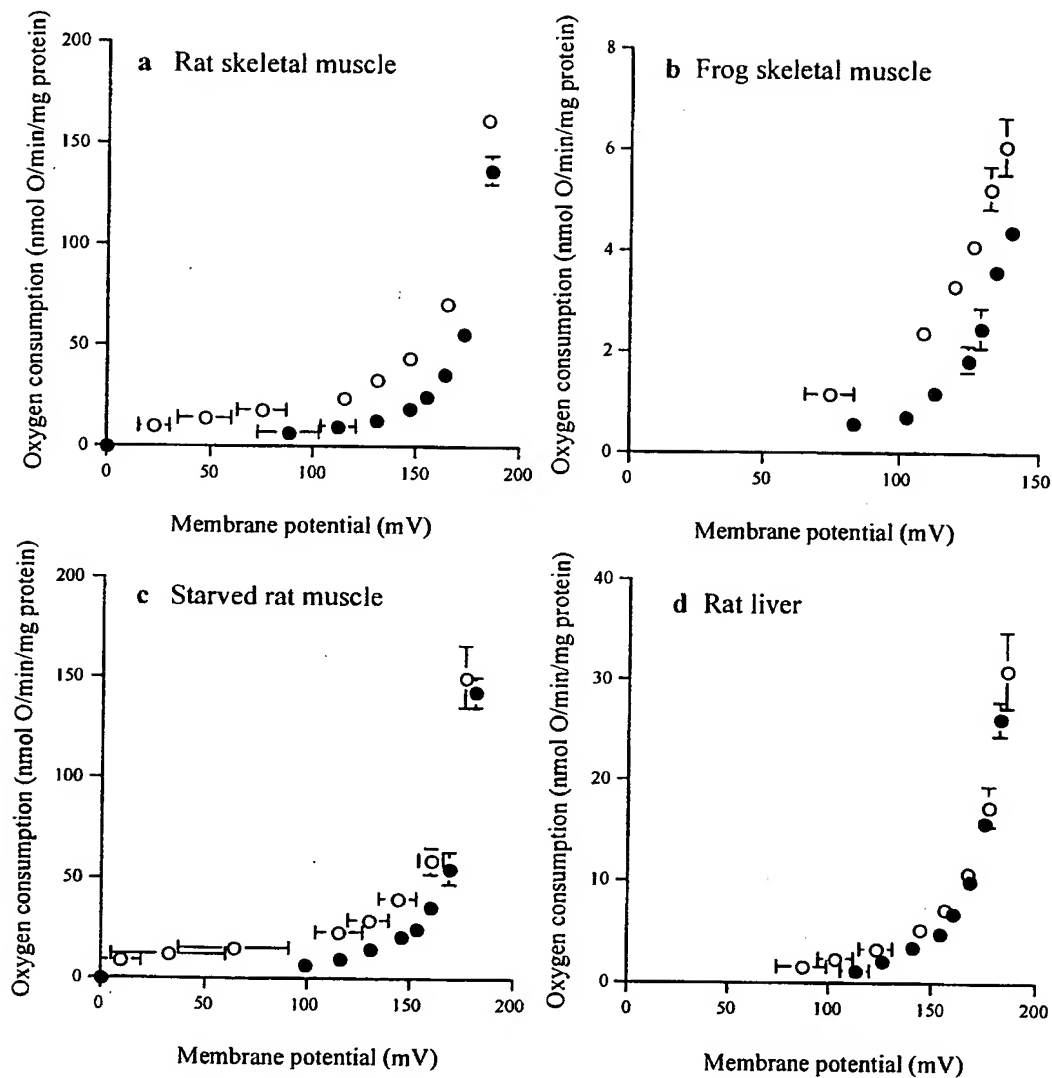 a Rat skeletal muscle
Oxygen consumption (nmol O/min/mg protein)
200
150
100
50
0
0 50 100 150 200
Membrane potential (mV)
b Frog skeletal muscle
Oxygen consumption (nmol O/min/mg protein)
8
6
4
2
0
0 50 100 150
Membrane potential (mV)
c Starved rat muscle
Oxygen consumption (nmol O/min/mg protein)
200
150
100
50
0
0 50 100 150 200
Membrane potential (mV)
d Rat liver
Oxygen consumption (nmol O/min/mg protein)
40
30
20
10
0
0 50 100 150 200
Membrane potential (mV)